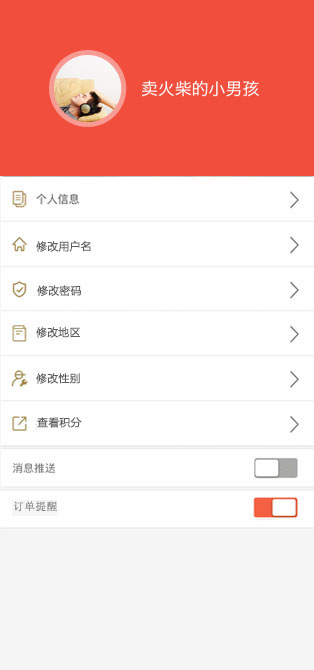 卖火柴的小男孩
个人信息
修改用户名
修改密码
修改地区
修改性别
查看积分
消息推送
订单提醒